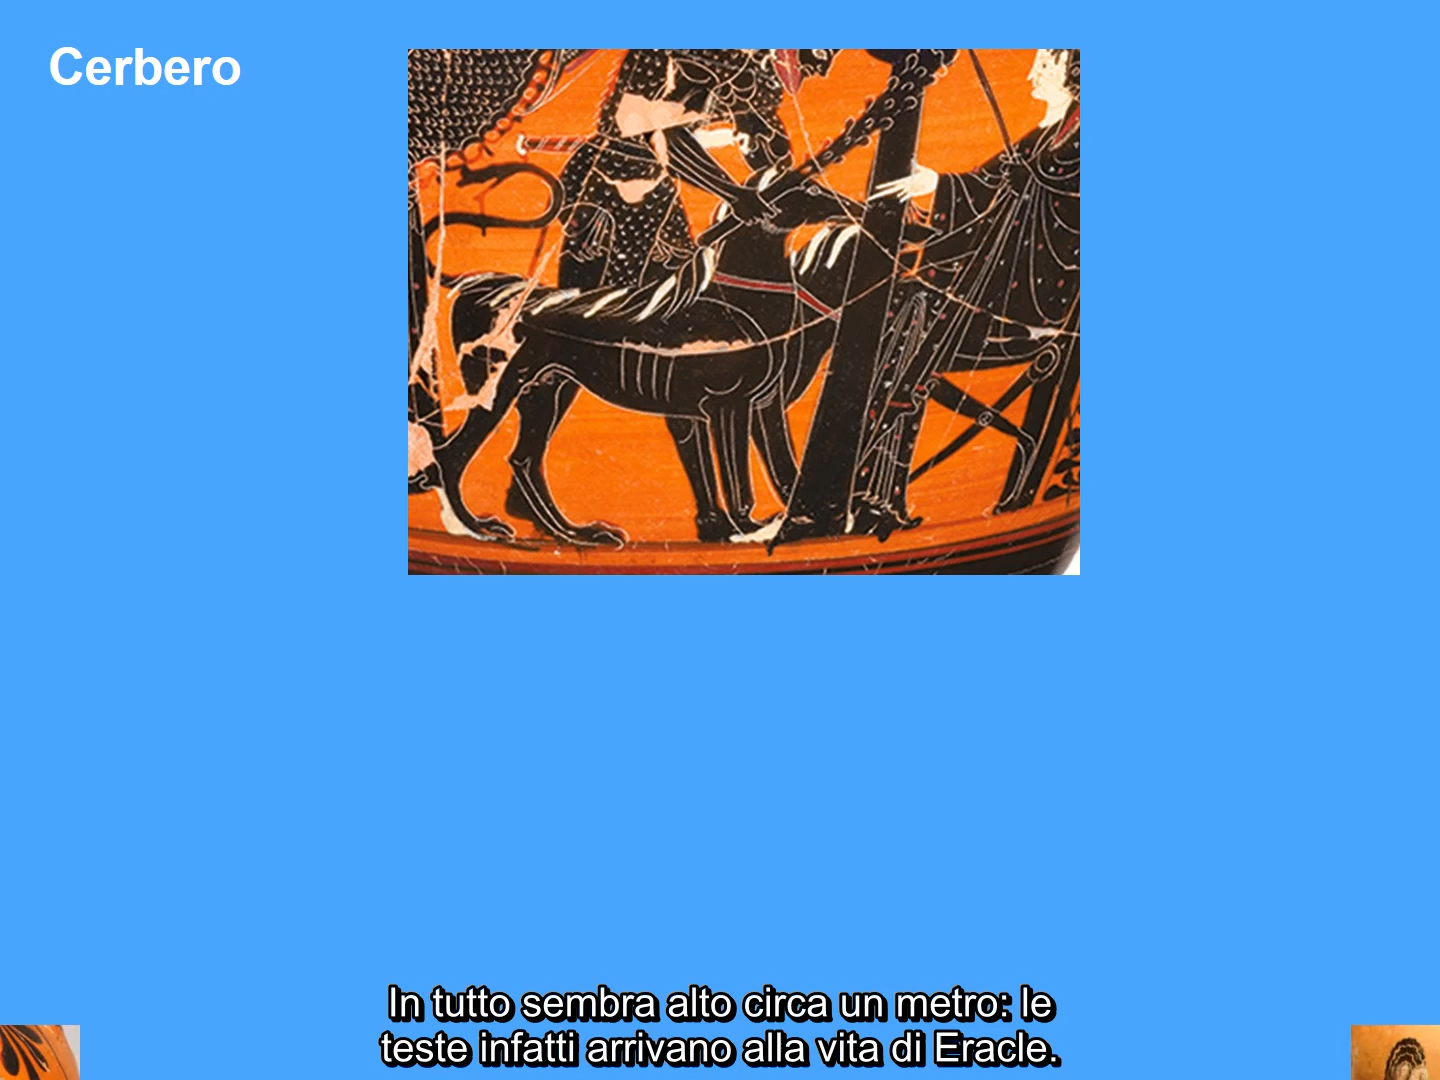 Cerbero
In tutto sembra alto circa un metro: le
teste infatti arrivano alla vita di Eracle.